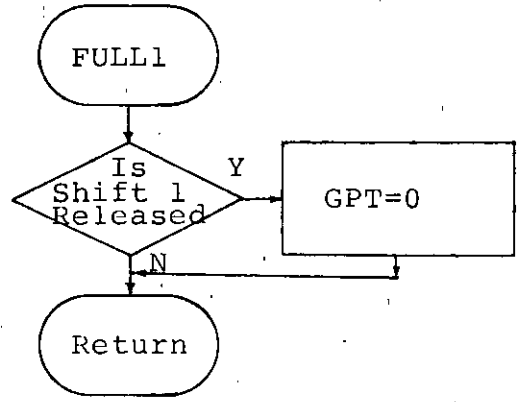 FULL1
Is
Shift 1
Released
Y
GPT=0
N
Return